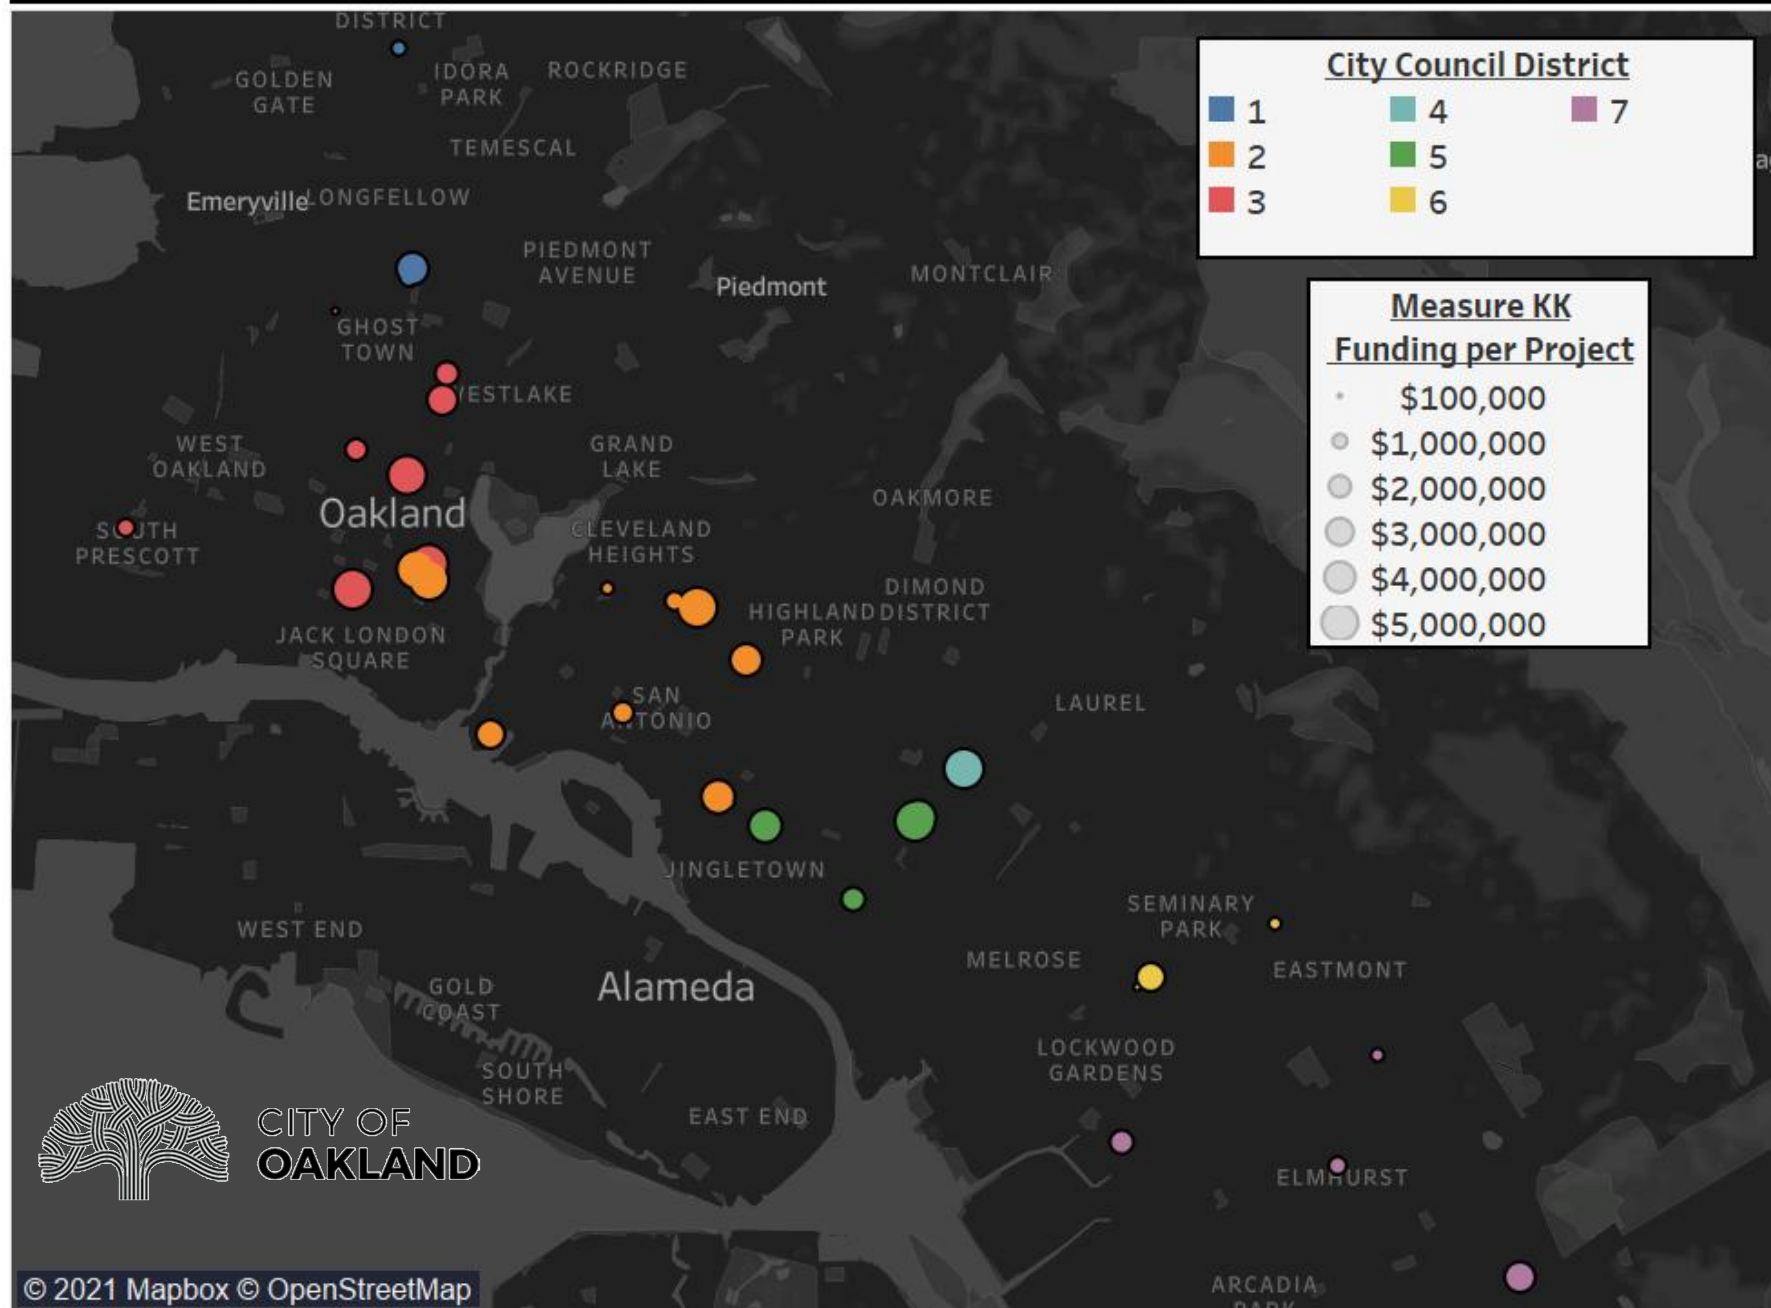 DISTRICT
GOLDEN
GATE
IDORA
PARK
ROCKRIDGE
TEMESCAL
Emeryville
LONGFELLOW
PIEDMONT
AVENUE
Piedmont
MONTCLAIR
GHOST
TOWN
WESTLAKE
WEST
OAKLAND
GRAND
LAKE
OAKMORE
Oakland
SOUTH
PRESCOTT
CLEVELAND
HEIGHTS
DIMOND
DISTRICT
HIGHLAND
PARK
JACK LONDON
SQUARE
SAN
ANTONIO
LAUREL
JINGLETOWN
SEMINARY
PARK
WEST END
MELROSE
EASTMONT
GOLD
COAST
Alameda
LOCKWOOD
GARDENS
SOUTH
SHORE
EAST END
ELMHURST
ARCADIA
PARK
City Council District
1
2
3
4
5
6
7
Measure KK
Funding per Project
$100,000
$1,000,000
$2,000,000
$3,000,000
$4,000,000
$5,000,000
CITY OF
OAKLAND
© 2021 Mapbox © OpenStreetMap